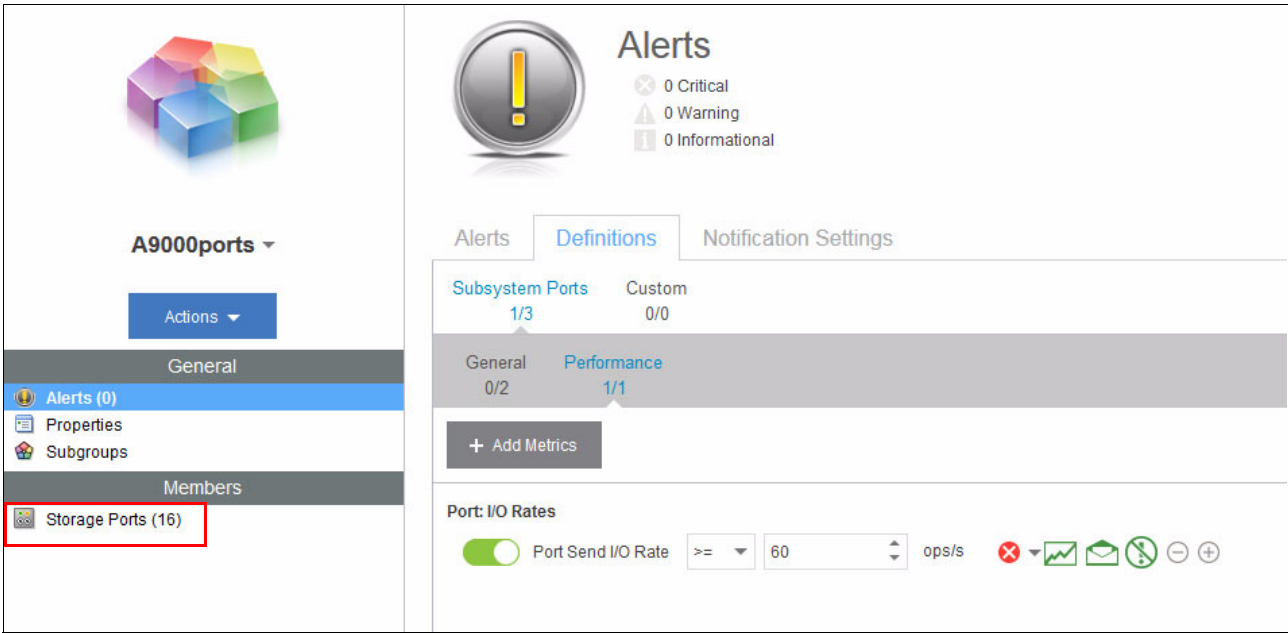 A9000ports
Actions
General
Alerts (0)
Properties
Subgroups
Members
Storage Ports (16)
Alerts
0 Critical
0 Warning
0 Informational
Alerts Definitions Notification Settings
Subsystem Ports Custom
1/3 0/0
General Performance
0/2 1/1
+ Add Metrics
Port: I/O Rates
Port Send I/O Rate >= 60 ops/s